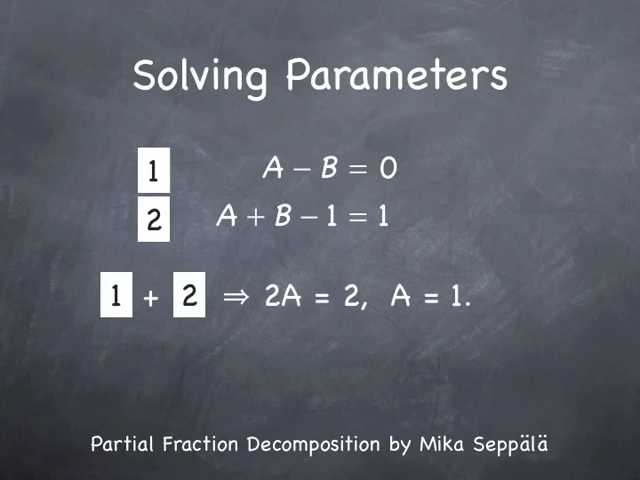 Solving Parameters
1 A − B = 0
2 A + B − 1 = 1
1 + 2 ⇒ 2A = 2, A = 1.
Partial Fraction Decomposition by Mika Seppälä